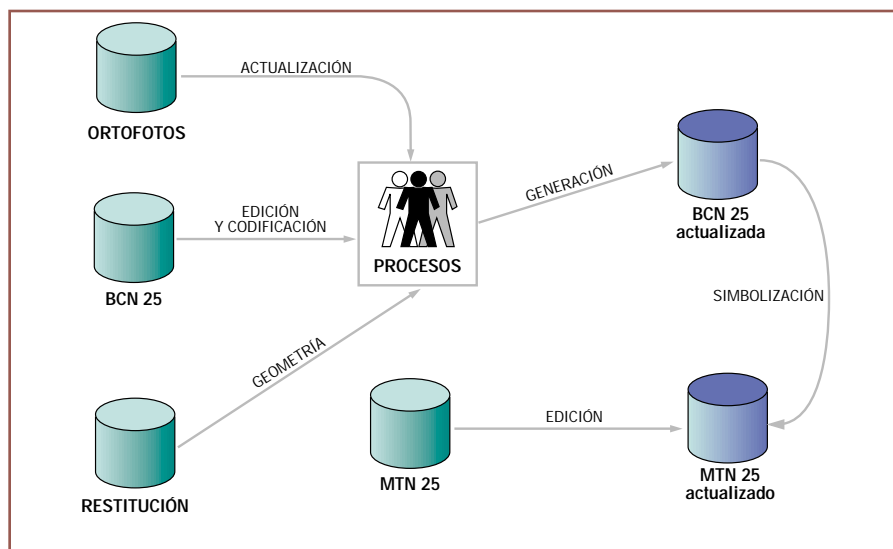 ACTUALIZACIÓN
ORTOFOTOS
EDICIÓN
Y CODIFICACIÓN
BCN 25
PROCESOS
GENERACIÓN
BCN 25
actualizada
SIMBOLIZACIÓN
GEOMETRÍA
RESTITUCIÓN
MTN 25
EDICIÓN
MTN 25
actualizado